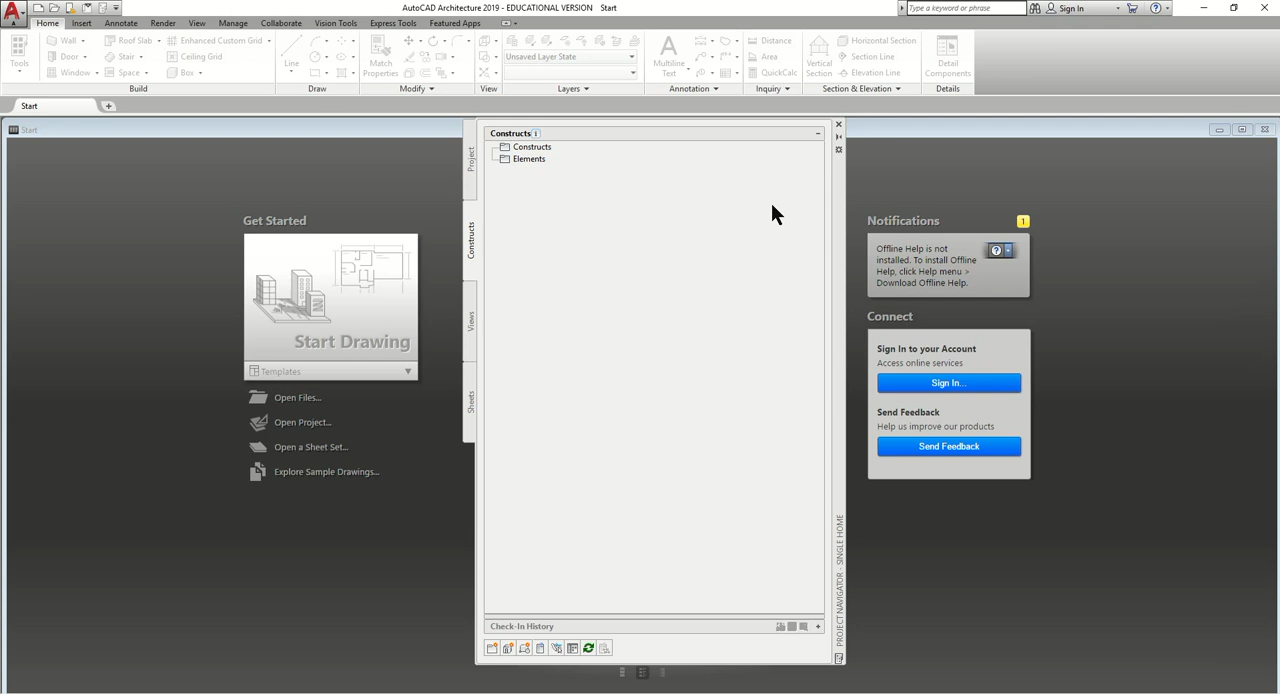 AutoCAD Architecture 2019 - EDUCATIONAL VERSION Start
Type a keyword or phrase
Sign In
Home Insert Annotate Render View Manage Collaborate Vision Tools Express Tools Featured Apps
Tools
Wall
Door
Window
Roof Slab
Stair
Space
Enhanced Custom Grid
Ceiling Grid
Box
Line
Match
Properties
Unsaved Layer State
Multiline
Text
Distance
Area
QuickCalc
Vertical
Section
Horizontal Section
Section Line
Elevation Line
Detail
Components
Build Draw Modify View Layers Annotation Inquiry Section & Elevation Details
Start
Start
Project
Constructs
Views
Sheets
Constructs
Constructs
Elements
Check-In History
PROJECT NAVIGATOR - SINGLE HOME
Get Started
Start Drawing
Templates
Open Files...
Open Project...
Open a Sheet Set...
Explore Sample Drawings...
Notifications 1
Offline Help is not
installed. To install Offline
Help, click Help menu >
Download Offline Help.
Connect
Sign In to your Account
Access online services
Sign In...
Send Feedback
Help us improve our products
Send Feedback